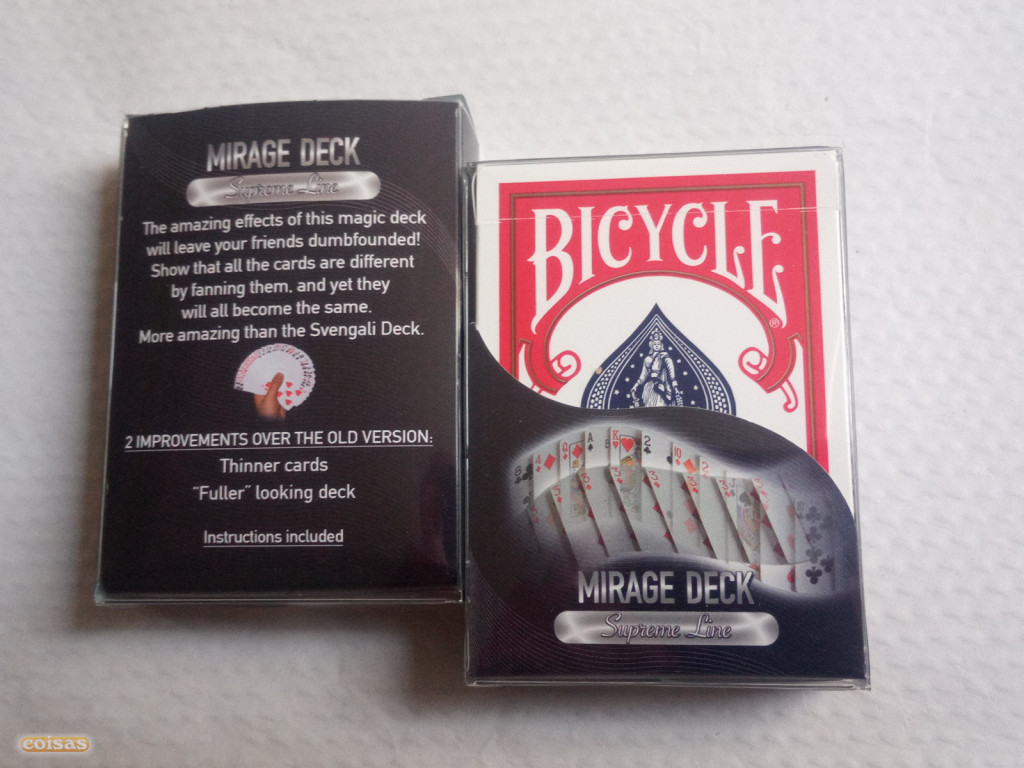 MIRAGE DECK
Supreme Line
The amazing effects of this magic deck
will leave your friends dumbfounded!
Show that all the cards are different
by fanning them, and yet they
will all become the same.
More amazing than the Svengali Deck.
2 IMPROVEMENTS OVER THE OLD VERSION:
Thinner cards
“Fuller” looking deck
Instructions included
BICYCLE
®
MIRAGE DECK
Supreme Line
coisas